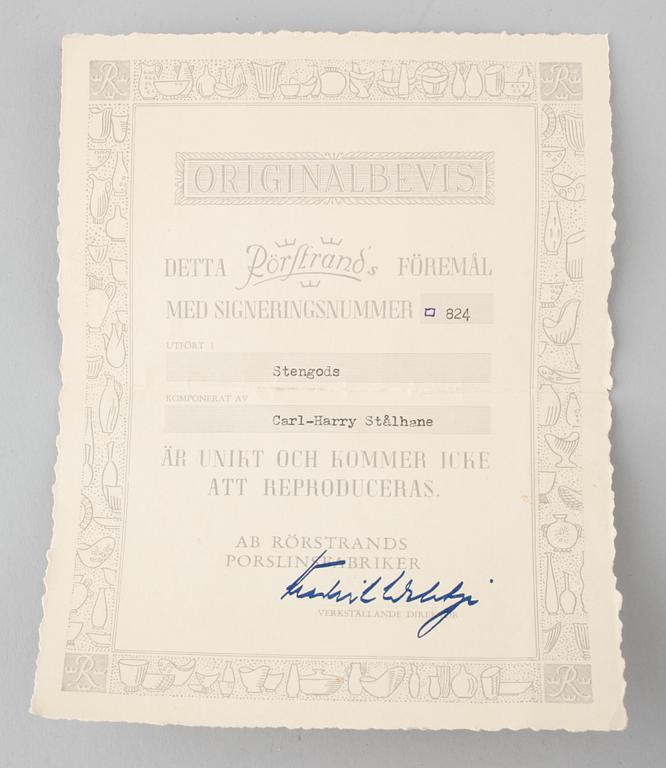 ORIGINALBEVIS
DETTA Rörstrand's FÖREMÅL
MED SIGNERINGSNUMMER 824
UTFÖRT I
Stengods
KOMPONERAT AV
Carl-Harry Stålhane
ÄR UNIKT OCH KOMMER ICKE
ATT REPRODUCERAS.
AB RÖRSTRANDS
PORSLINSFABRIKER
VERKSTÄLLANDE DIREKTÖR